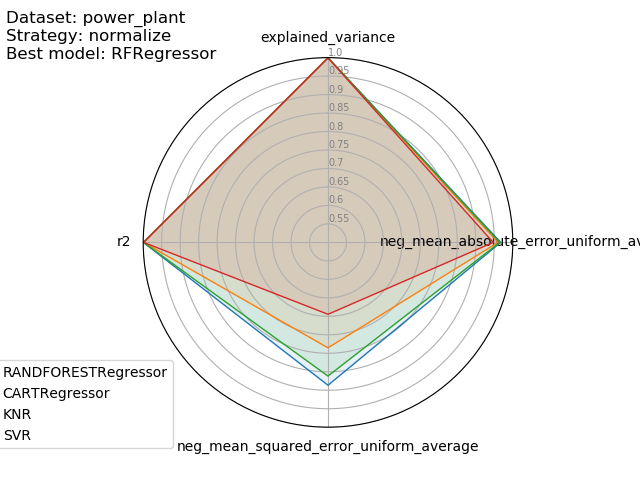 Dataset: power_plant
Strategy: normalize
Best model: RFRegressor
explained_variance
1.0
0.95
0.9
0.85
0.8
0.75
0.7
0.65
0.6
0.55
r2
neg_mean_absolute_error_uniform_av
RANDFORESTRegressor
CARTRegressor
KNR
SVR
neg_mean_squared_error_uniform_average